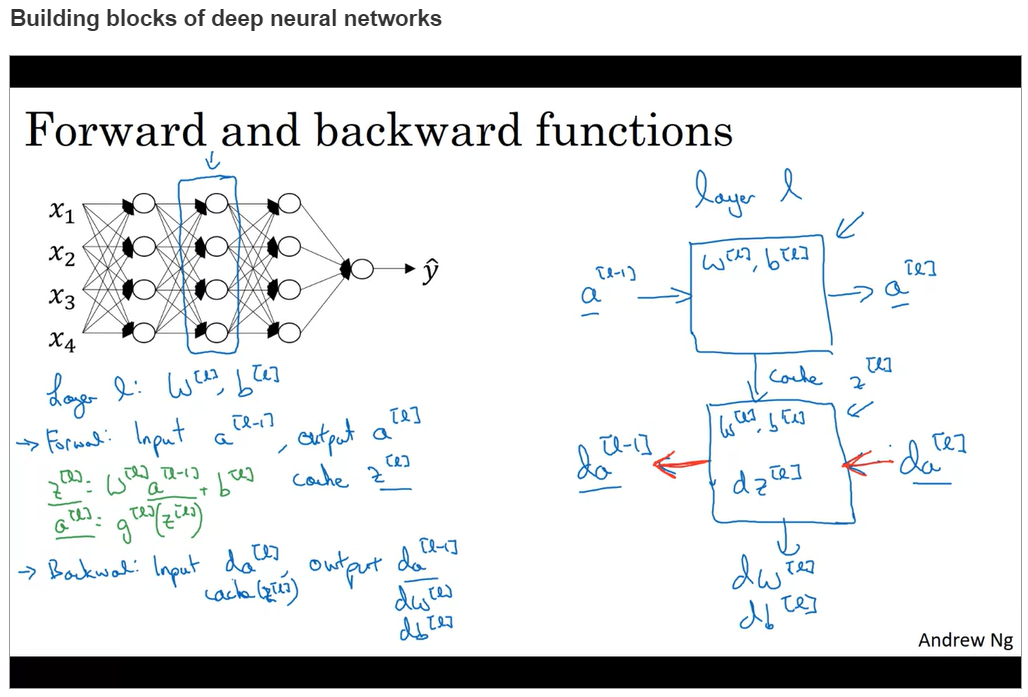 Building blocks of deep neural networks
Forward and backward functions
x₁
x₂
x₃
x₄
ŷ
Layer l: W^[l], b^[l]
→ Forward: Input a^[l-1], output a^[l]
cache z^[l]
z^[l] = W^[l] a^[l-1] + b^[l]
a^[l] = g^[l](z^[l])
→ Backward: Input da^[l], output da^[l-1]
cache (z^[l])
dW^[l]
db^[l]
layer l
a^[l-1] → W^[l], b^[l] → a^[l]
cache z^[l]
W^[l], b^[l]
da^[l-1] ← dz^[l] ← da^[l]
dW^[l]
db^[l]
Andrew Ng